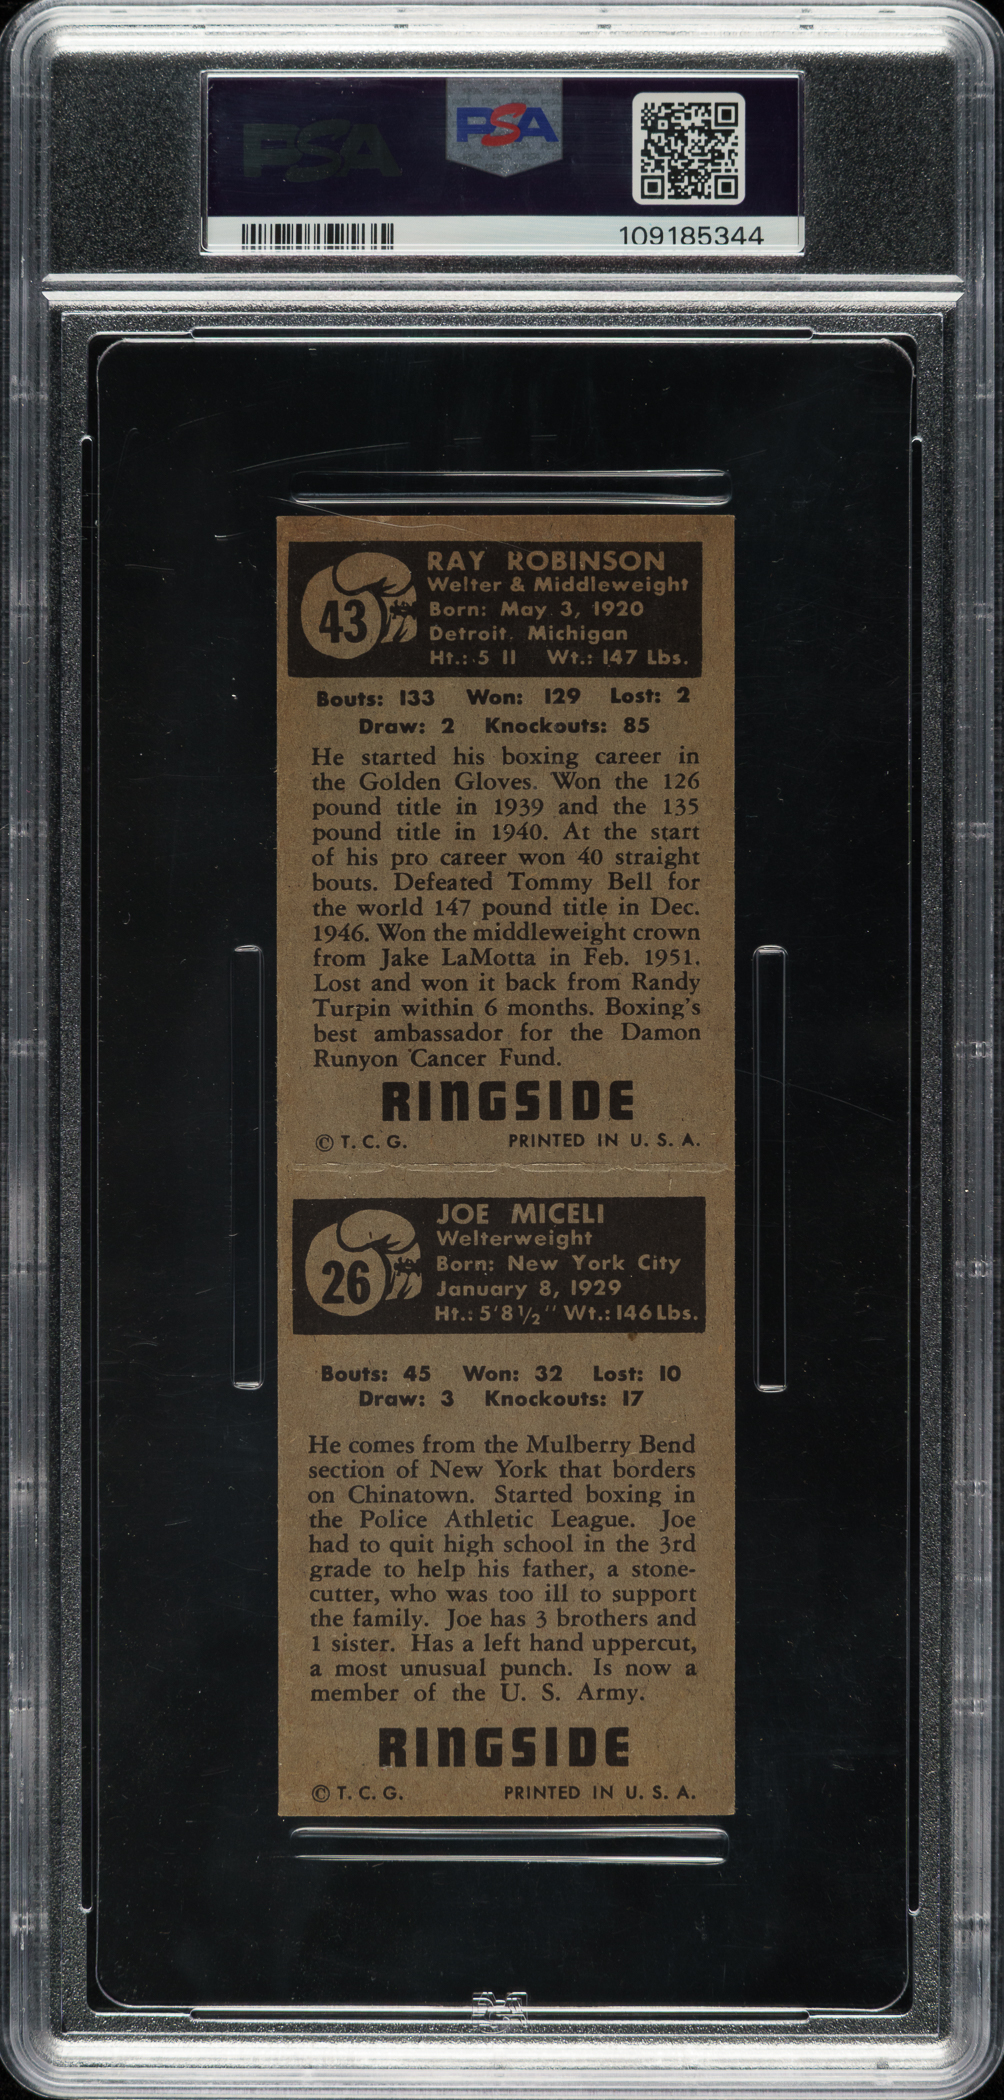 PSA
PSA
109185344
43
RAY ROBINSON
Welter & Middleweight
Born: May 3, 1920
Detroit, Michigan
Ht.: 5 11 Wt.: 147 Lbs.
Bouts: 133 Won: 129 Lost: 2
Draw: 2 Knockouts: 85
He started his boxing career in
the Golden Gloves. Won the 126
pound title in 1939 and the 135
pound title in 1940. At the start
of his pro career won 40 straight
bouts. Defeated Tommy Bell for
the world 147 pound title in Dec.
1946. Won the middleweight crown
from Jake LaMotta in Feb. 1951.
Lost and won it back from Randy
Turpin within 6 months. Boxing's
best ambassador for the Damon
Runyon Cancer Fund.
RINGSIDE
© T. C. G. PRINTED IN U. S. A.
26
JOE MICELI
Welterweight
Born: New York City
January 8, 1929
Ht.: 5'8 1/2" Wt.: 146 Lbs.
Bouts: 45 Won: 32 Lost: 10
Draw: 3 Knockouts: 17
He comes from the Mulberry Bend
section of New York that borders
on Chinatown. Started boxing in
the Police Athletic League. Joe
had to quit high school in the 3rd
grade to help his father, a stone-
cutter, who was too ill to support
the family. Joe has 3 brothers and
1 sister. Has a left hand uppercut,
a most unusual punch. Is now a
member of the U. S. Army.
RINGSIDE
© T. C. G. PRINTED IN U. S. A.
PSA